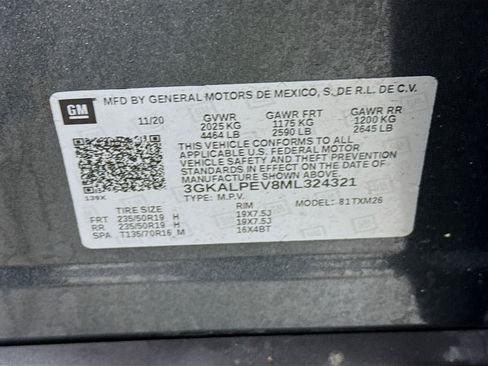 GM
MFD BY GENERAL MOTORS DE MEXICO, S. DE R.L. DE C.V.
11/20 GVWR GAWR FRT GAWR RR
2025 KG 1175 KG 1200 KG
4464 LB 2590 LB 2645 LB
THIS VEHICLE CONFORMS TO ALL
APPLICABLE U.S. FEDERAL MOTOR
VEHICLE SAFETY AND THEFT PREVENTION
STANDARDS IN EFFECT ON THE DATE
OF MANUFACTURE SHOWN ABOVE.
3GKALPEV8ML324321
139X
TYPE: M.P.V. MODEL: 81TXM26
TIRE SIZE RIM
FRT 235/50R19 H 19X7.5J
RR 235/50R19 H 19X7.5J
SPA T135/70R16 M 16X4BT